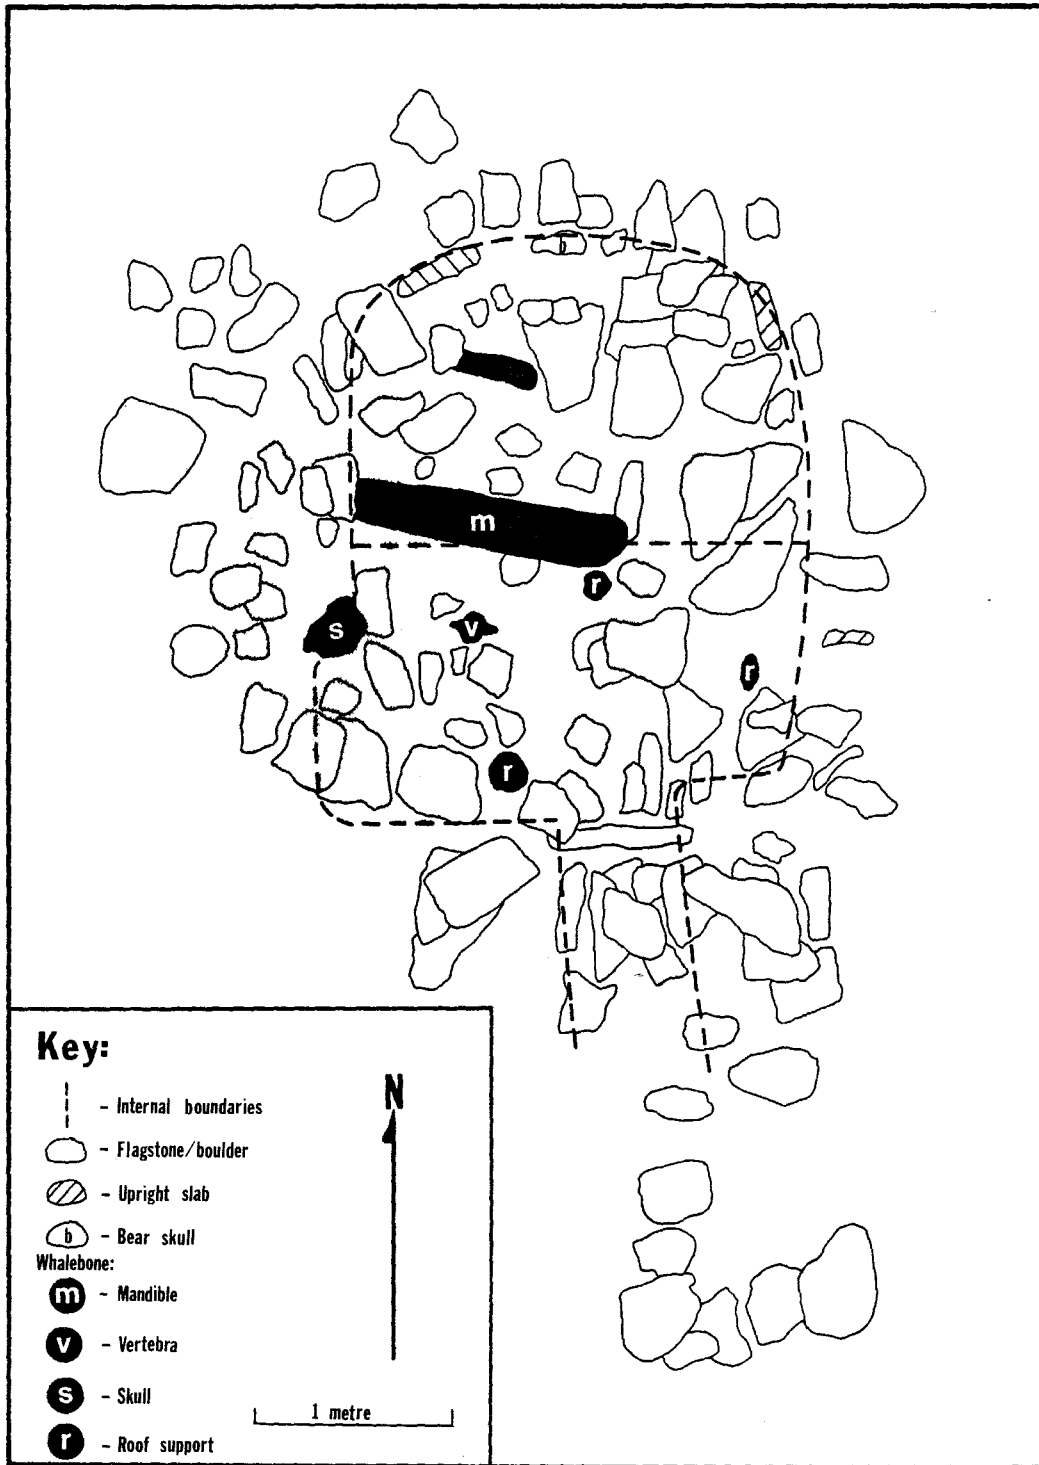 b
m
r
s
v
r
r
Key:
- Internal boundaries
- Flagstone/boulder
- Upright slab
b - Bear skull
Whalebone:
m - Mandible
v - Vertebra
s - Skull
r - Roof support
N
1 metre